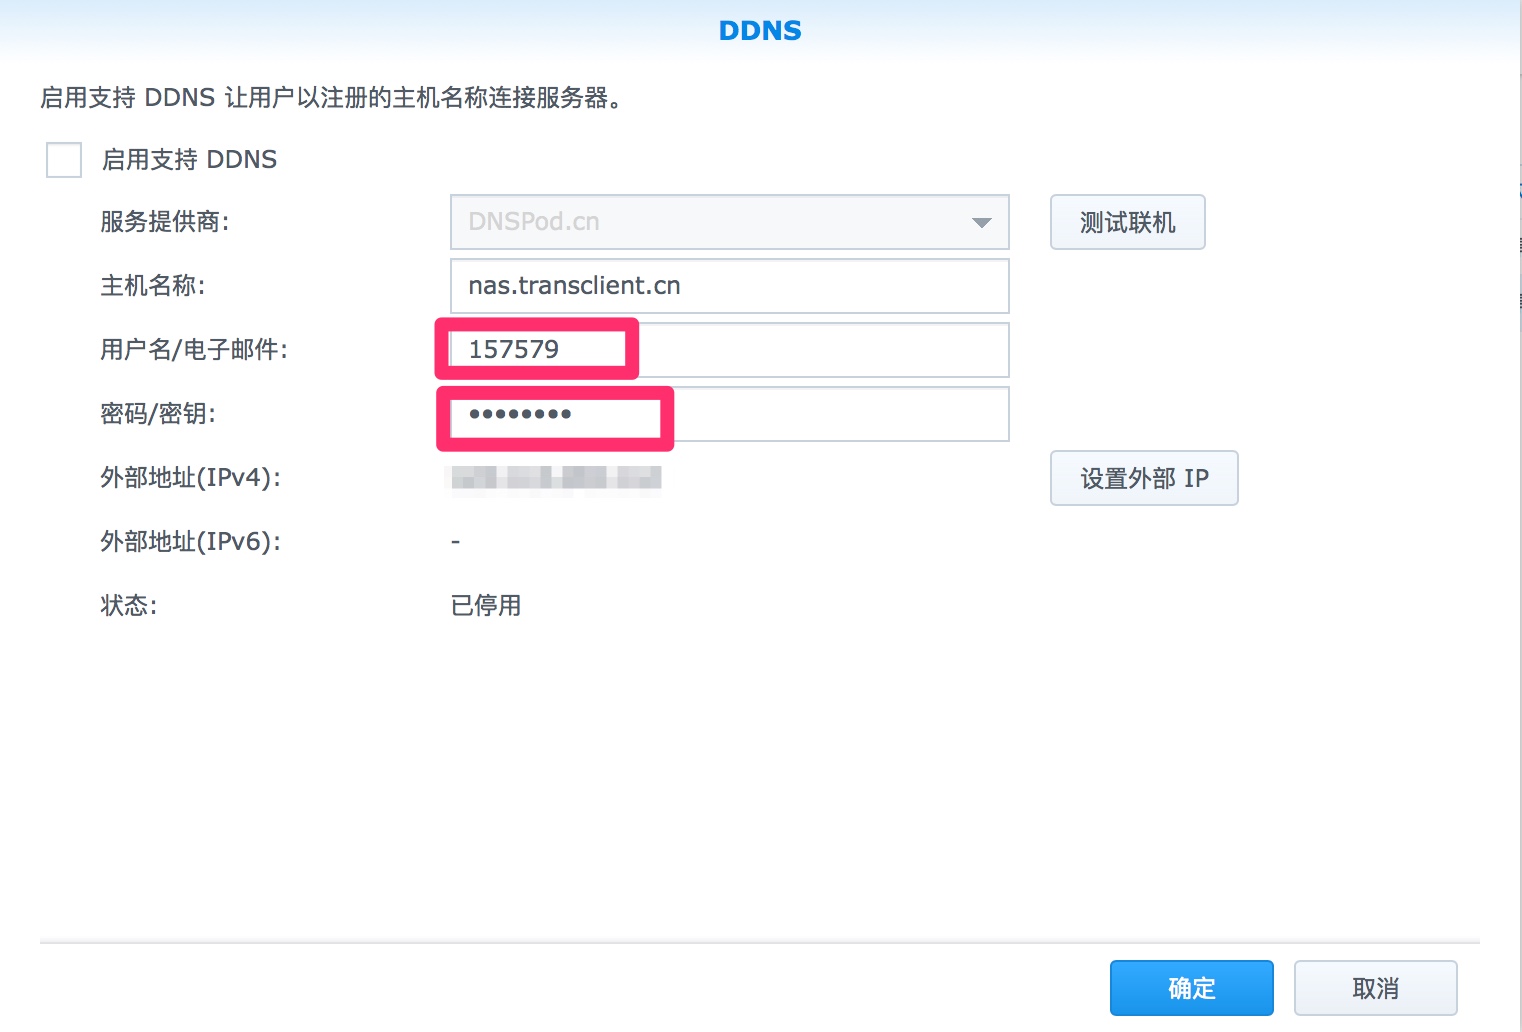 DDNS
启用支持 DDNS 让用户以注册的主机名称连接服务器。
启用支持 DDNS
服务提供商: DNSPod.cn 测试联机
主机名称: nas.transclient.cn
用户名/电子邮件: 157579
密码/密钥: ••••••••
外部地址(IPv4): 设置外部 IP
外部地址(IPv6): -
状态: 已停用
确定 取消